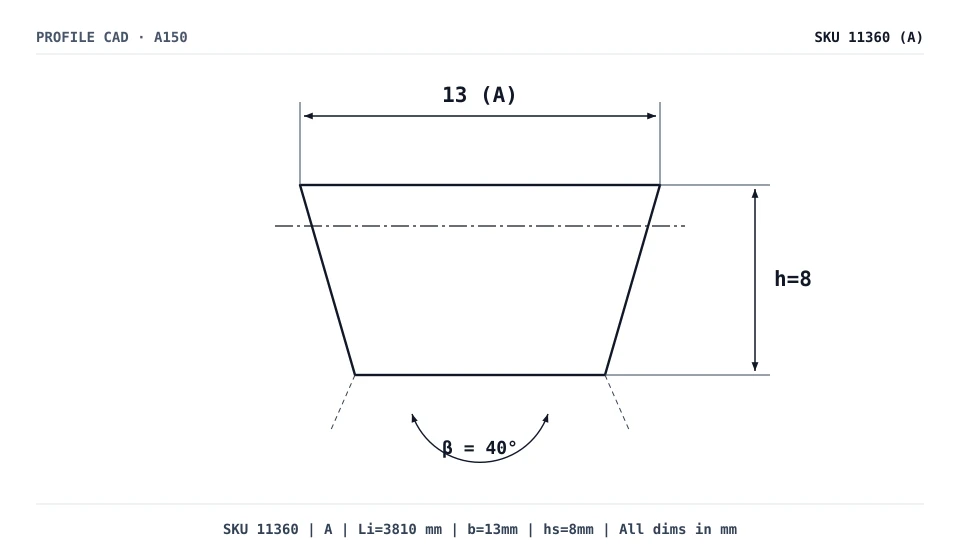 PROFILE CAD · A150
SKU 11360 (A)
13 (A)
h=8
β = 40°
SKU 11360 | A | Li=3810 mm | b=13mm | hs=8mm | All dims in mm